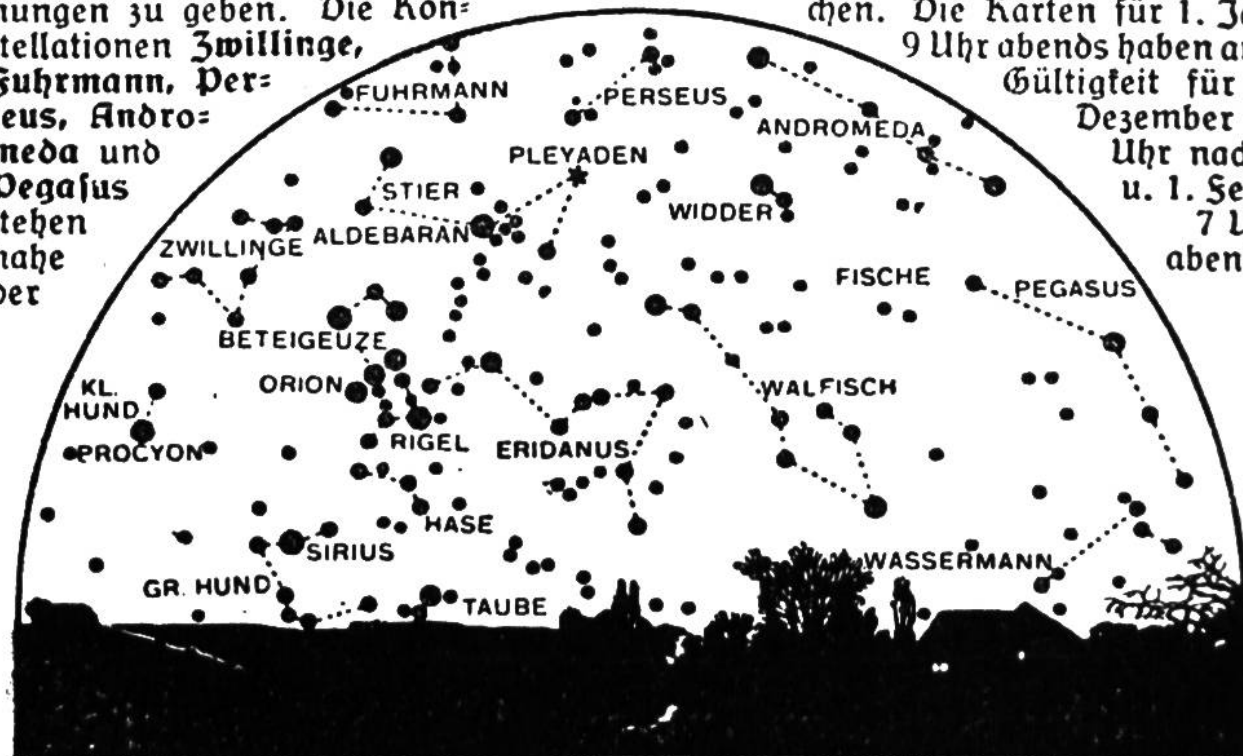 nungen zu geben. Die Kon=
tellationen Zwillinge,
Fuhrmann, Per=
eus, Andro=
meda und
Pegasus
tehen
nahe
der
chen. Die Karten für 1. Ja
9 Uhr abends haben a
Gültigkeit für
Dezember
Uhr nac
u. 1. Fe
7 U
aben
FUHRMANN
PERSEUS
ANDROMEDA
PLEYADEN
STIER
WIDDER
ZWILLINGE
ALDEBARAN
FISCHE
PEGASUS
BETEIGEUZE
KL.
HUND
ORION
WALFISCH
PROCYON
RIGEL
ERIDANUS
HASE
SIRIUS
WASSERMANN
GR. HUND
TAUBE